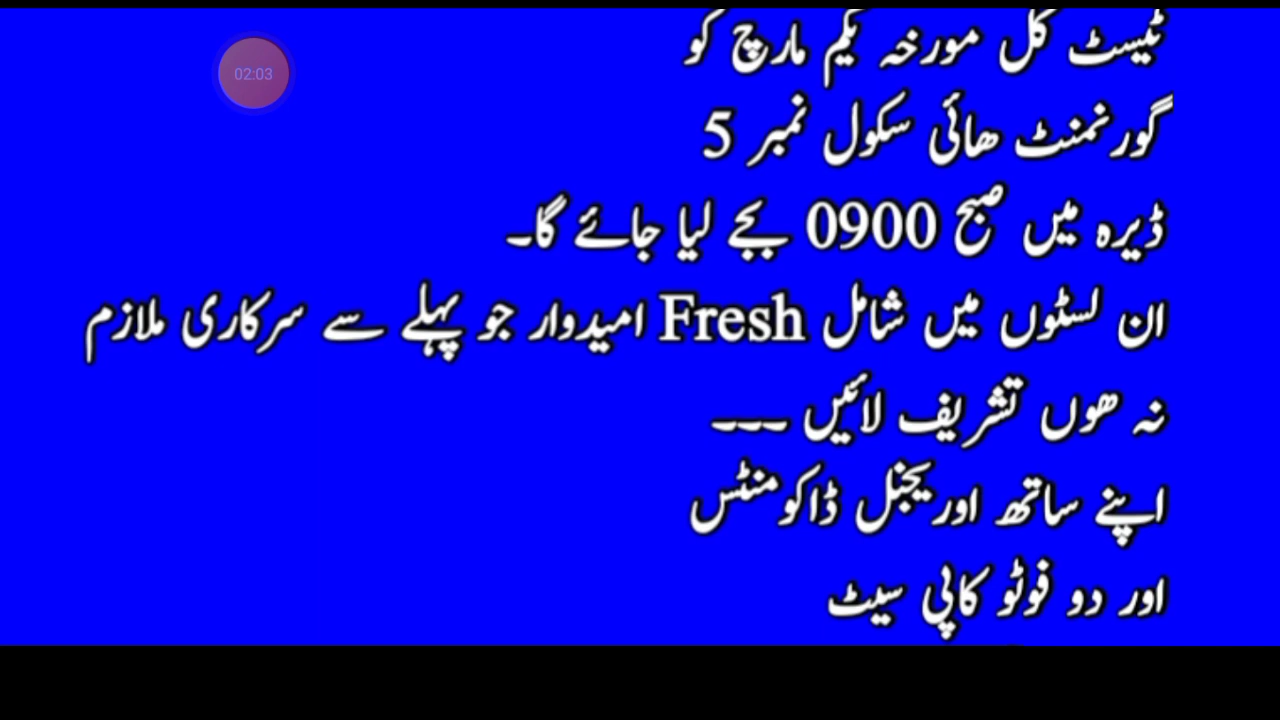 02:03
ٹیسٹ کل مورخہ یکم مارچ کو
گورنمنٹ ھائی سکول نمبر 5
ڈیرہ میں صبح 0900 بجے لیا جائے گا۔
ان لسٹوں میں شامل Fresh امیدوار جو پہلے سے سرکاری ملازم
نہ ھوں تشریف لائیں ۔۔۔
اپنے ساتھ اوریجنل ڈاکومنٹس
اور دو فوٹو کاپی سیٹ